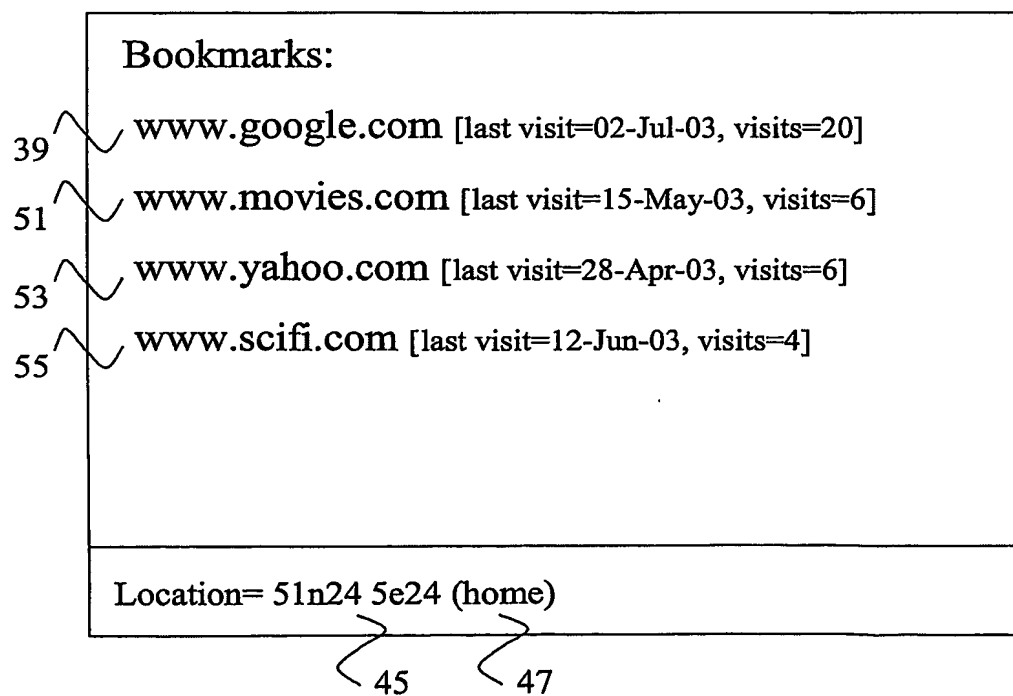 Bookmarks:
39 www.google.com [last visit=02-Jul-03, visits=20]
51 www.movies.com [last visit=15-May-03, visits=6]
53 www.yahoo.com [last visit=28-Apr-03, visits=6]
55 www.scifi.com [last visit=12-Jun-03, visits=4]
Location= 51n24 5e24 (home)
45 47